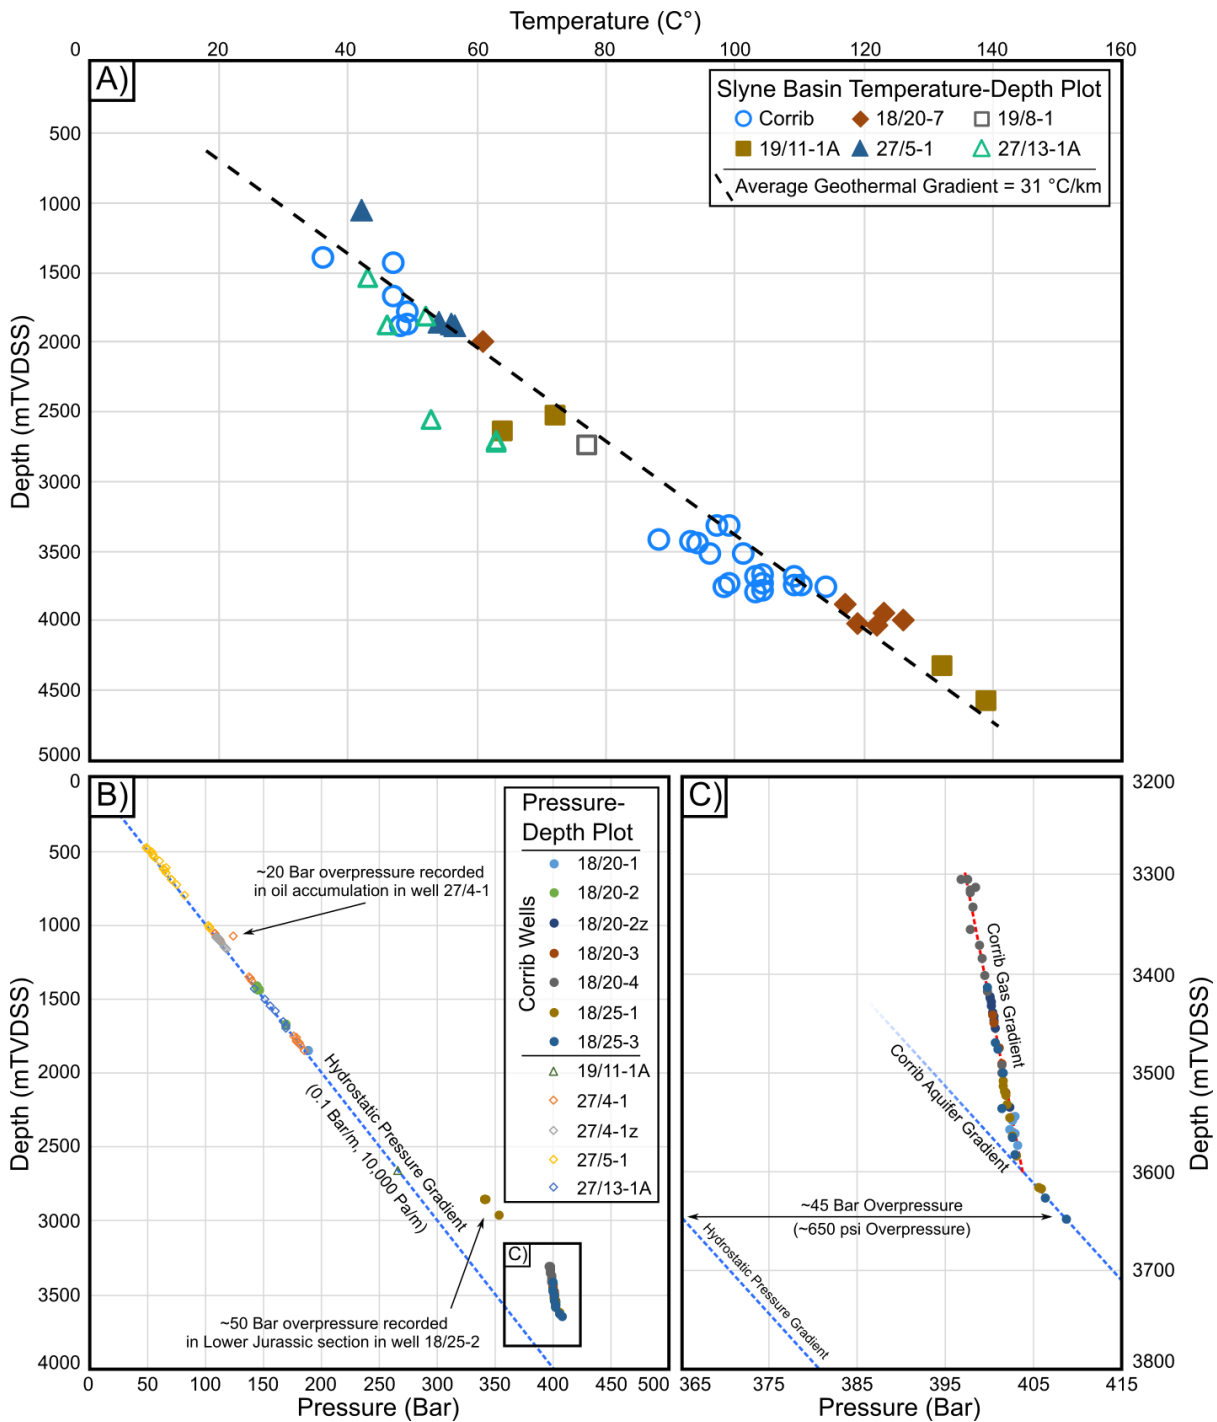 Temperature (C°)
0 20 40 60 80 100 120 140 160
A)
Slyne Basin Temperature-Depth Plot
Corrib 18/20-7 19/8-1
19/11-1A 27/5-1 27/13-1A
Average Geothermal Gradient = 31 °C/km
500
1000
1500
2000
2500
3000
3500
4000
4500
5000
Depth (mTVDSS)
B)
0
500
1000
1500
2000
2500
3000
3500
4000
Depth (mTVDSS)
Pressure-
Depth Plot
Corrib Wells
18/20-1
18/20-2
18/20-2z
18/20-3
18/20-4
18/25-1
18/25-3
19/11-1A
27/4-1
27/4-1z
27/5-1
27/13-1A
~20 Bar overpressure recorded
in oil accumulation in well 27/4-1
Hydrostatic Pressure Gradient
(0.1 Bar/m, 10,000 Pa/m)
C)
~50 Bar overpressure recorded
in Lower Jurassic section in well 18/25-2
0 50 100 150 200 250 300 350 400 450 500
Pressure (Bar)
C)
3200
3300
3400
3500
3600
3700
3800
Depth (mTVDSS)
Corrib Gas Gradient
Corrib Aquifer Gradient
~45 Bar Overpressure
(~650 psi Overpressure)
Hydrostatic Pressure Gradient
365 375 385 395 405 415
Pressure (Bar)